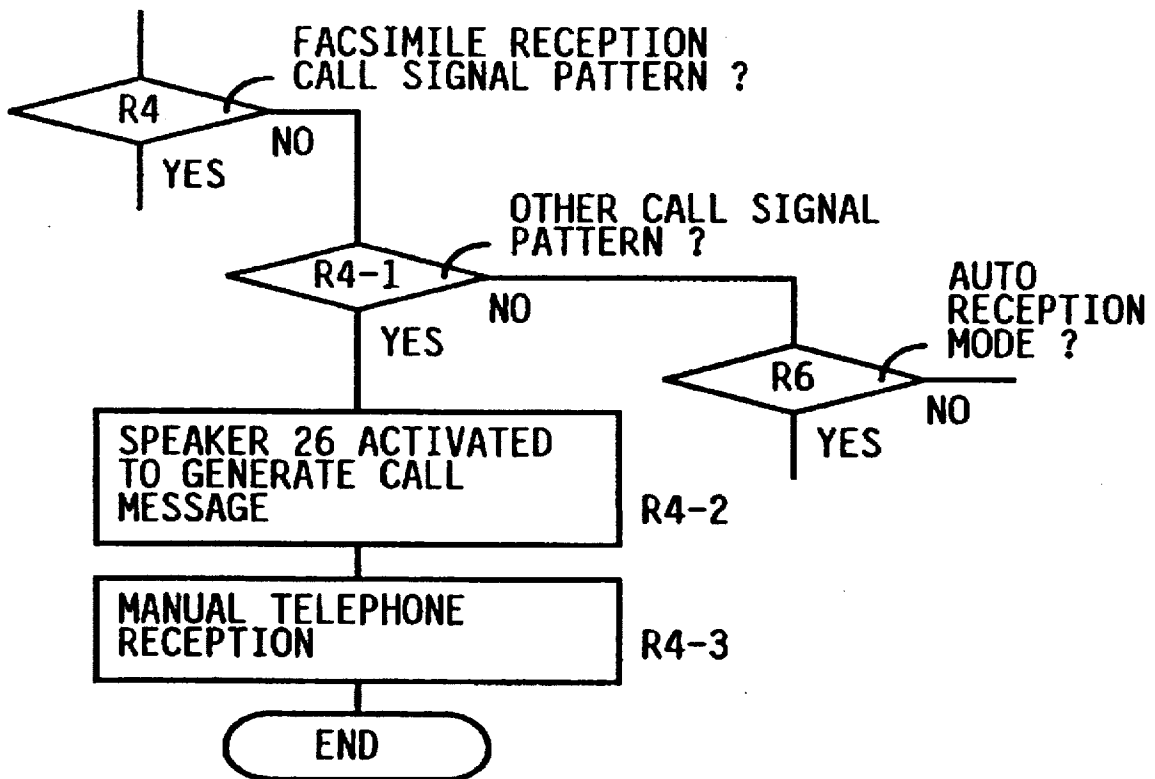 FACSIMILE RECEPTION
CALL SIGNAL PATTERN ?
R4
NO
YES
OTHER CALL SIGNAL
PATTERN ?
R4-1
NO
YES
AUTO
RECEPTION
MODE ?
R6
NO
YES
SPEAKER 26 ACTIVATED
TO GENERATE CALL
MESSAGE
R4-2
MANUAL TELEPHONE
RECEPTION
R4-3
END